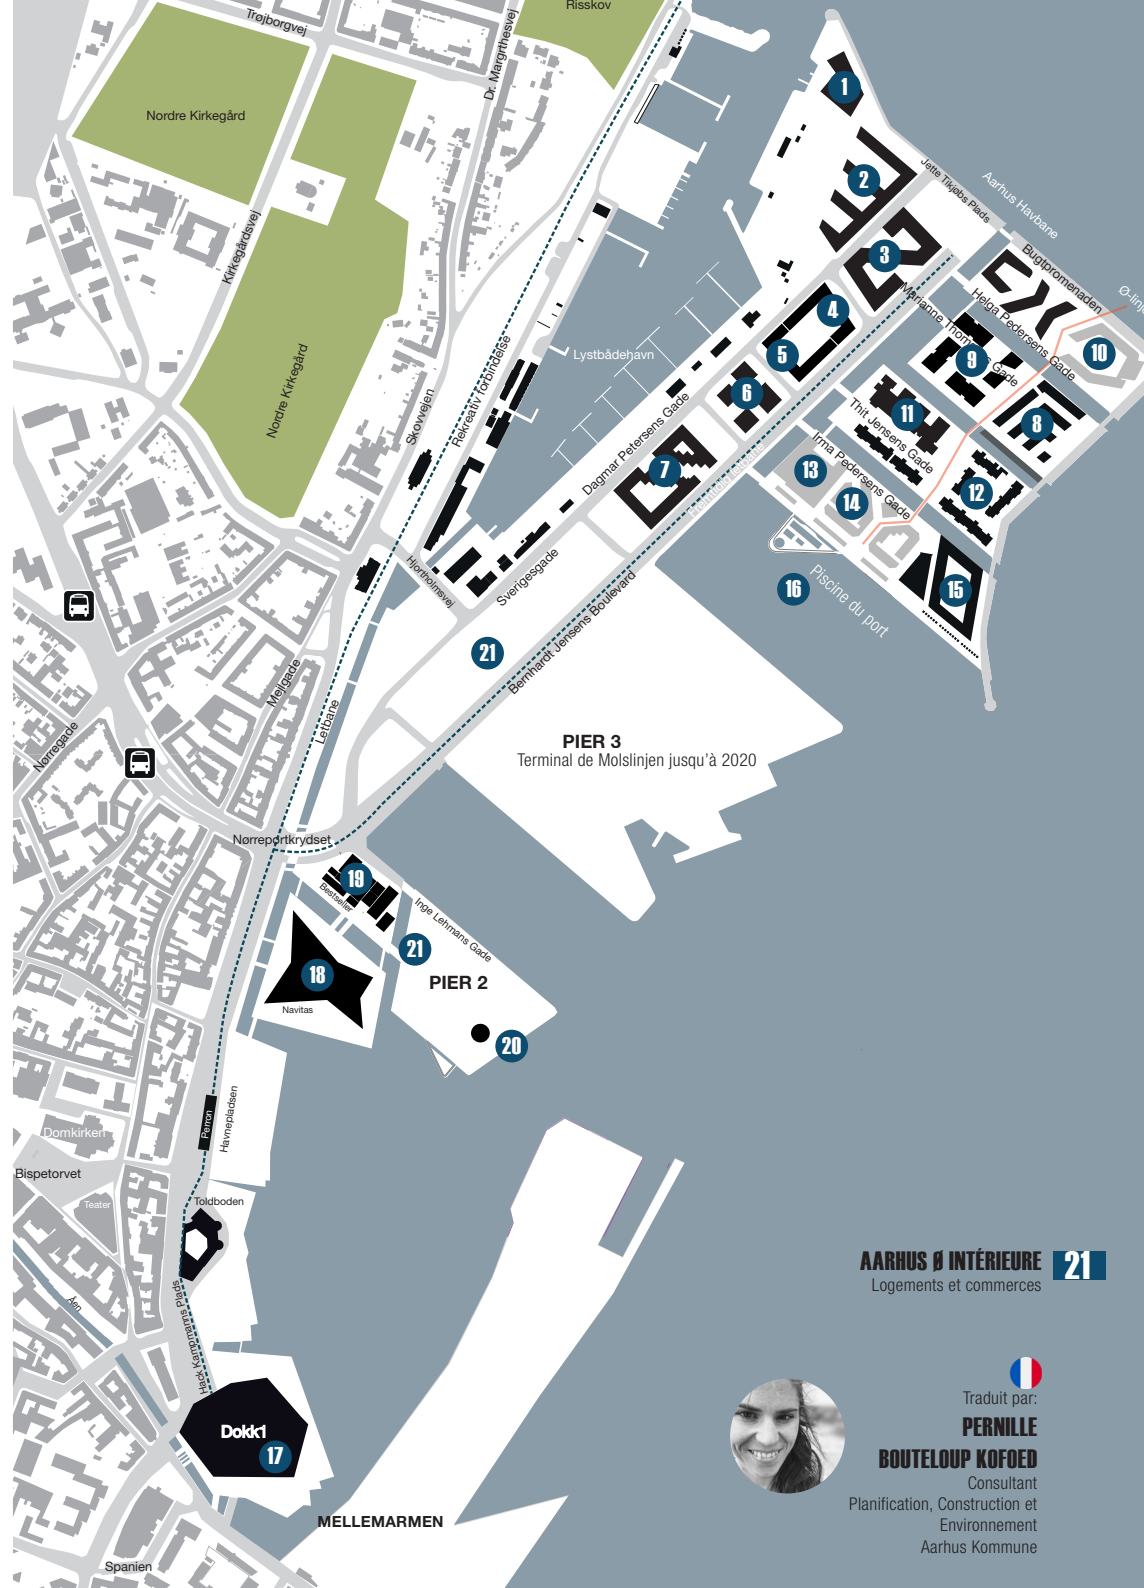 Risskov
Trøjborgvej
Dr. Margrthesvej
Nordre Kirkegård
1
2
Jette Tikjøbs Plads
Aarhus Havbane
Kirkegårdsvej
3
Bugtpromenaden
Marianne Thomsens Gade
Helga Pedersens Gade
4
10
Lystbådehavn
5
9
Nordre Kirkegård
Rekreativ forbindelse
Skovvejen
6
11
8
Dagmar Petersens Gade
Thit Jensens Gade
7
13
Irma Pedersens Gade
12
14
Hjortholmsvej
Sverigesgade
16
Piscine du port
15
21
Bernhardt Jensens Boulevard
Mejlgade
Letbane
Nørregade
PIER 3
Terminal de Molslinjen jusqu'à 2020
Nørreportkrydset
19
Bestseller
Inge Lehmans Gade
21
18
PIER 2
Navitas
20
Perron
Havnepladsen
Domkirken
Bispetorvet
Teater
Toldboden
Åen
Hack Kampmanns Plads
AARHUS Ø INTÉRIEURE
21
Logements et commerces
Dokk1
17
Traduit par:
PERNILLE
BOUTELOUP KOFOED
Consultant
Planification, Construction et
Environnement
Aarhus Kommune
MELLEMARMEN
Spanien